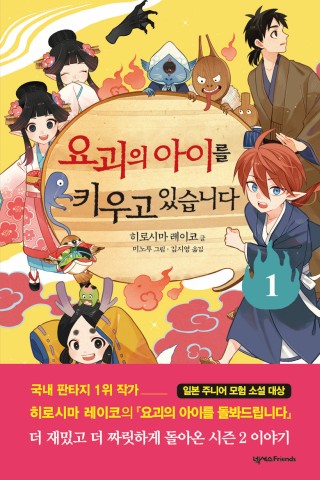 요괴의 아이를
키우고 있습니다
히로시마 레이코 글
미노루 그림 · 김지영 옮김
1
국내 판타지 1위 작가
일본 주니어 모험 소설 대상
히로시마 레이코의 「요괴의 아이를 돌봐드립니다」
더 재밌고 더 짜릿하게 돌아온 시즌 2 이야기
넥서스Friends